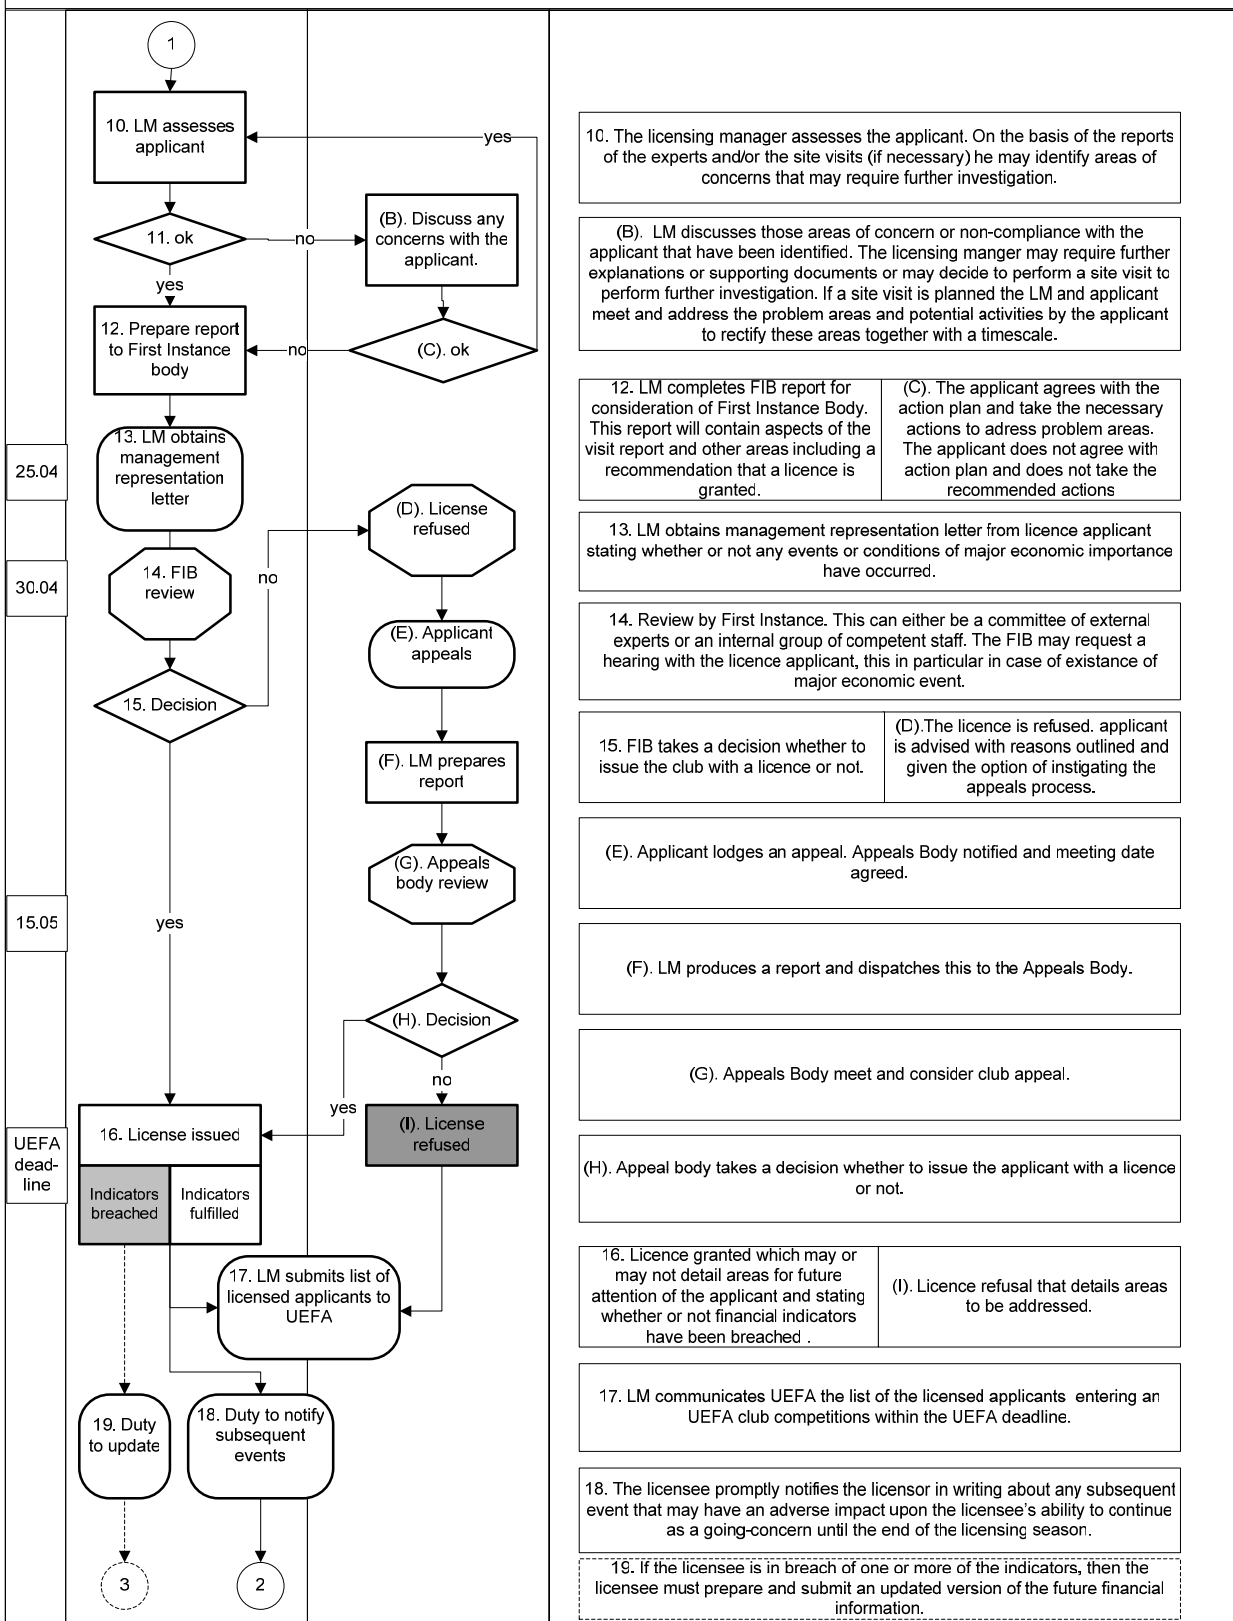 1
10. LM assesses
applicant
yes
11. ok
no
(B). Discuss any
concerns with the
applicant.
yes
12. Prepare report
to First Instance
body
no
(C). ok
25.04
13. LM obtains
management
representation
letter
(D). License
refused
30.04
14. FIB
review
no
(E). Applicant
appeals
15. Decision
(F). LM prepares
report
(G). Appeals
body review
15.05
yes
(H). Decision
no
yes
16. License issued
(I). License
refused
UEFA
dead-
line
Indicators
breached
Indicators
fulfilled
17. LM submits list of
licensed applicants to
UEFA
19. Duty
to update
18. Duty to notify
subsequent
events
3
2
10. The licensing manager assesses the applicant. On the basis of the reports
of the experts and/or the site visits (if necessary) he may identify areas of
concerns that may require further investigation.
(B). LM discusses those areas of concern or non-compliance with the
applicant that have been identified. The licensing manger may require further
explanations or supporting documents or may decide to perform a site visit to
perform further investigation. If a site visit is planned the LM and applicant
meet and address the problem areas and potential activities by the applicant
to rectify these areas together with a timescale.
12. LM completes FIB report for
consideration of First Instance Body.
This report will contain aspects of the
visit report and other areas including a
recommendation that a licence is
granted.
(C). The applicant agrees with the
action plan and take the necessary
actions to adress problem areas.
The applicant does not agree with
action plan and does not take the
recommended actions
13. LM obtains management representation letter from licence applicant
stating whether or not any events or conditions of major economic importance
have occurred.
14. Review by First Instance. This can either be a committee of external
experts or an internal group of competent staff. The FIB may request a
hearing with the licence applicant, this in particular in case of existance of
major economic event.
15. FIB takes a decision whether to
issue the club with a licence or not.
(D).The licence is refused. applicant
is advised with reasons outlined and
given the option of instigating the
appeals process.
(E). Applicant lodges an appeal. Appeals Body notified and meeting date
agreed.
(F). LM produces a report and dispatches this to the Appeals Body.
(G). Appeals Body meet and consider club appeal.
(H). Appeal body takes a decision whether to issue the applicant with a licence
or not.
16. Licence granted which may or
may not detail areas for future
attention of the applicant and stating
whether or not financial indicators
have been breached .
(I). Licence refusal that details areas
to be addressed.
17. LM communicates UEFA the list of the licensed applicants entering an
UEFA club competitions within the UEFA deadline.
18. The licensee promptly notifies the licensor in writing about any subsequent
event that may have an adverse impact upon the licensee's ability to continue
as a going-concern until the end of the licensing season.
19. If the licensee is in breach of one or more of the indicators, then the
licensee must prepare and submit an updated version of the future financial
information.